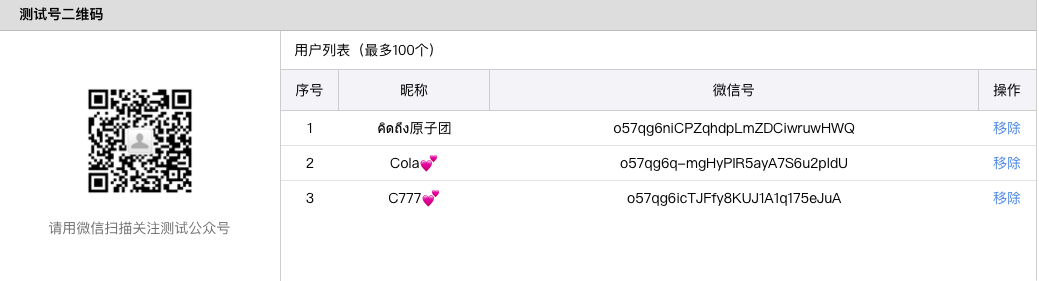 测试号二维码
用户列表（最多100个）
序号 昵称 微信号 操作
1 คิดถึง原子团 o57qg6niCPZqhdpLmZDCiwruwHWQ 移除
2 Cola💕 o57qg6q-mgHyPlR5ayA7S6u2pIdU 移除
3 C777💕 o57qg6icTJFfy8KUJ1A1q175eJuA 移除
请用微信扫描关注测试公众号